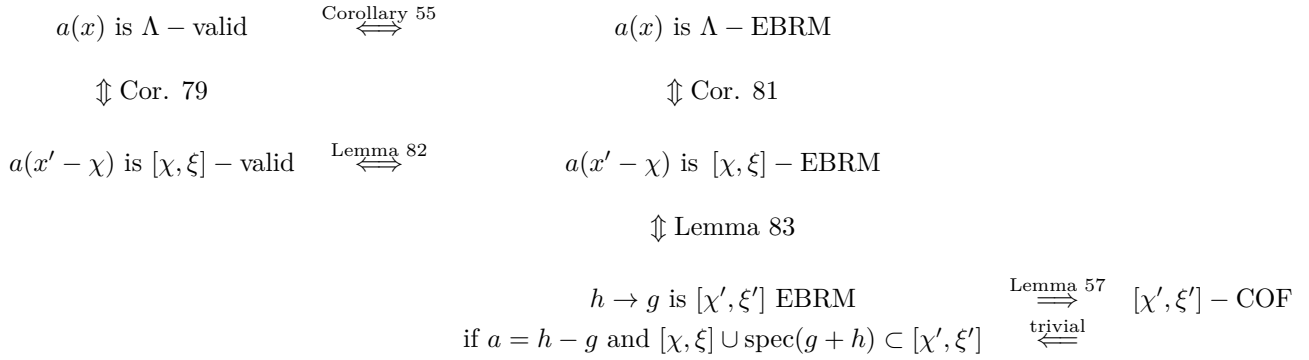 Corollary 55
a(x) is Λ − valid ⟺ a(x) is Λ − EBRM
⇕ Cor. 79 ⇕ Cor. 81
Lemma 82
a(x′ − χ) is [χ, ξ] − valid ⟺ a(x′ − χ) is [χ, ξ] − EBRM
⇕ Lemma 83
Lemma 57
h → g is [χ′, ξ′] EBRM ⟹ [χ′, ξ′] − COF
trivial
if a = h − g and [χ, ξ] ∪ spec(g + h) ⊂ [χ′, ξ′] ⟸